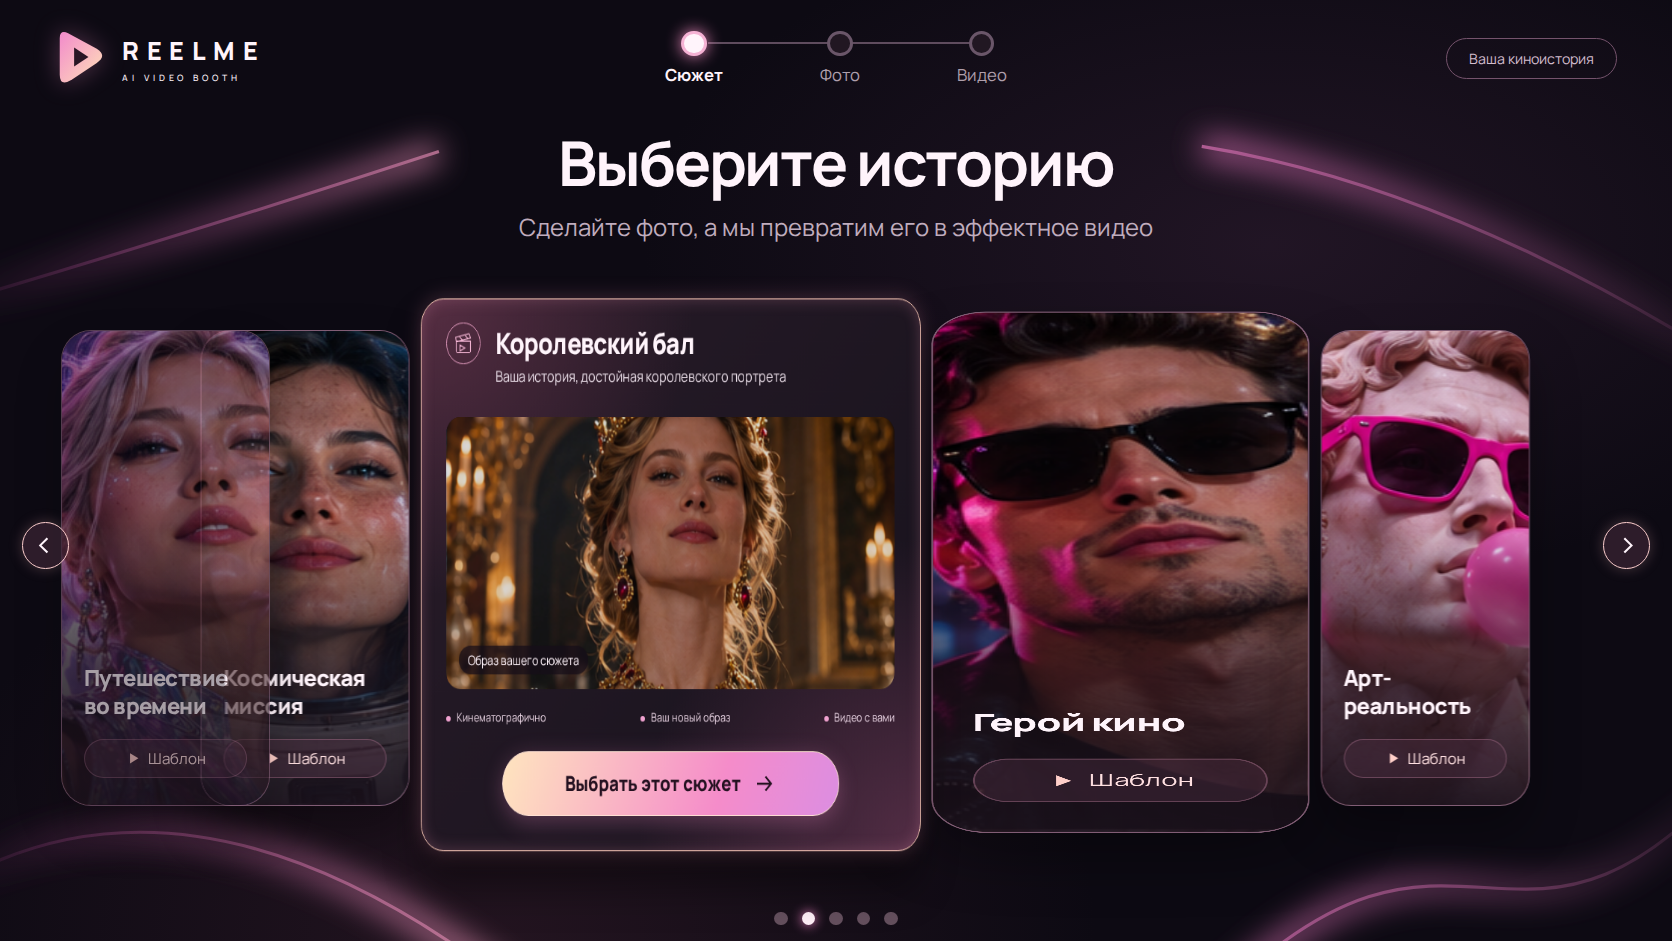 REELME
AI VIDEO BOOTH
Сюжет
Фото
Видео
Ваша киноистория
Выберите историю
Сделайте фото, а мы превратим его в эффектное видео
Путешествие
во времени
Шаблон
Космическая
миссия
Шаблон
Королевский бал
Ваша история, достойная королевского портрета
Образ вашего сюжета
Кинематографично
Ваш новый образ
Видео с вами
Выбрать этот сюжет
Герой кино
Шаблон
Арт-
реальность
Шаблон